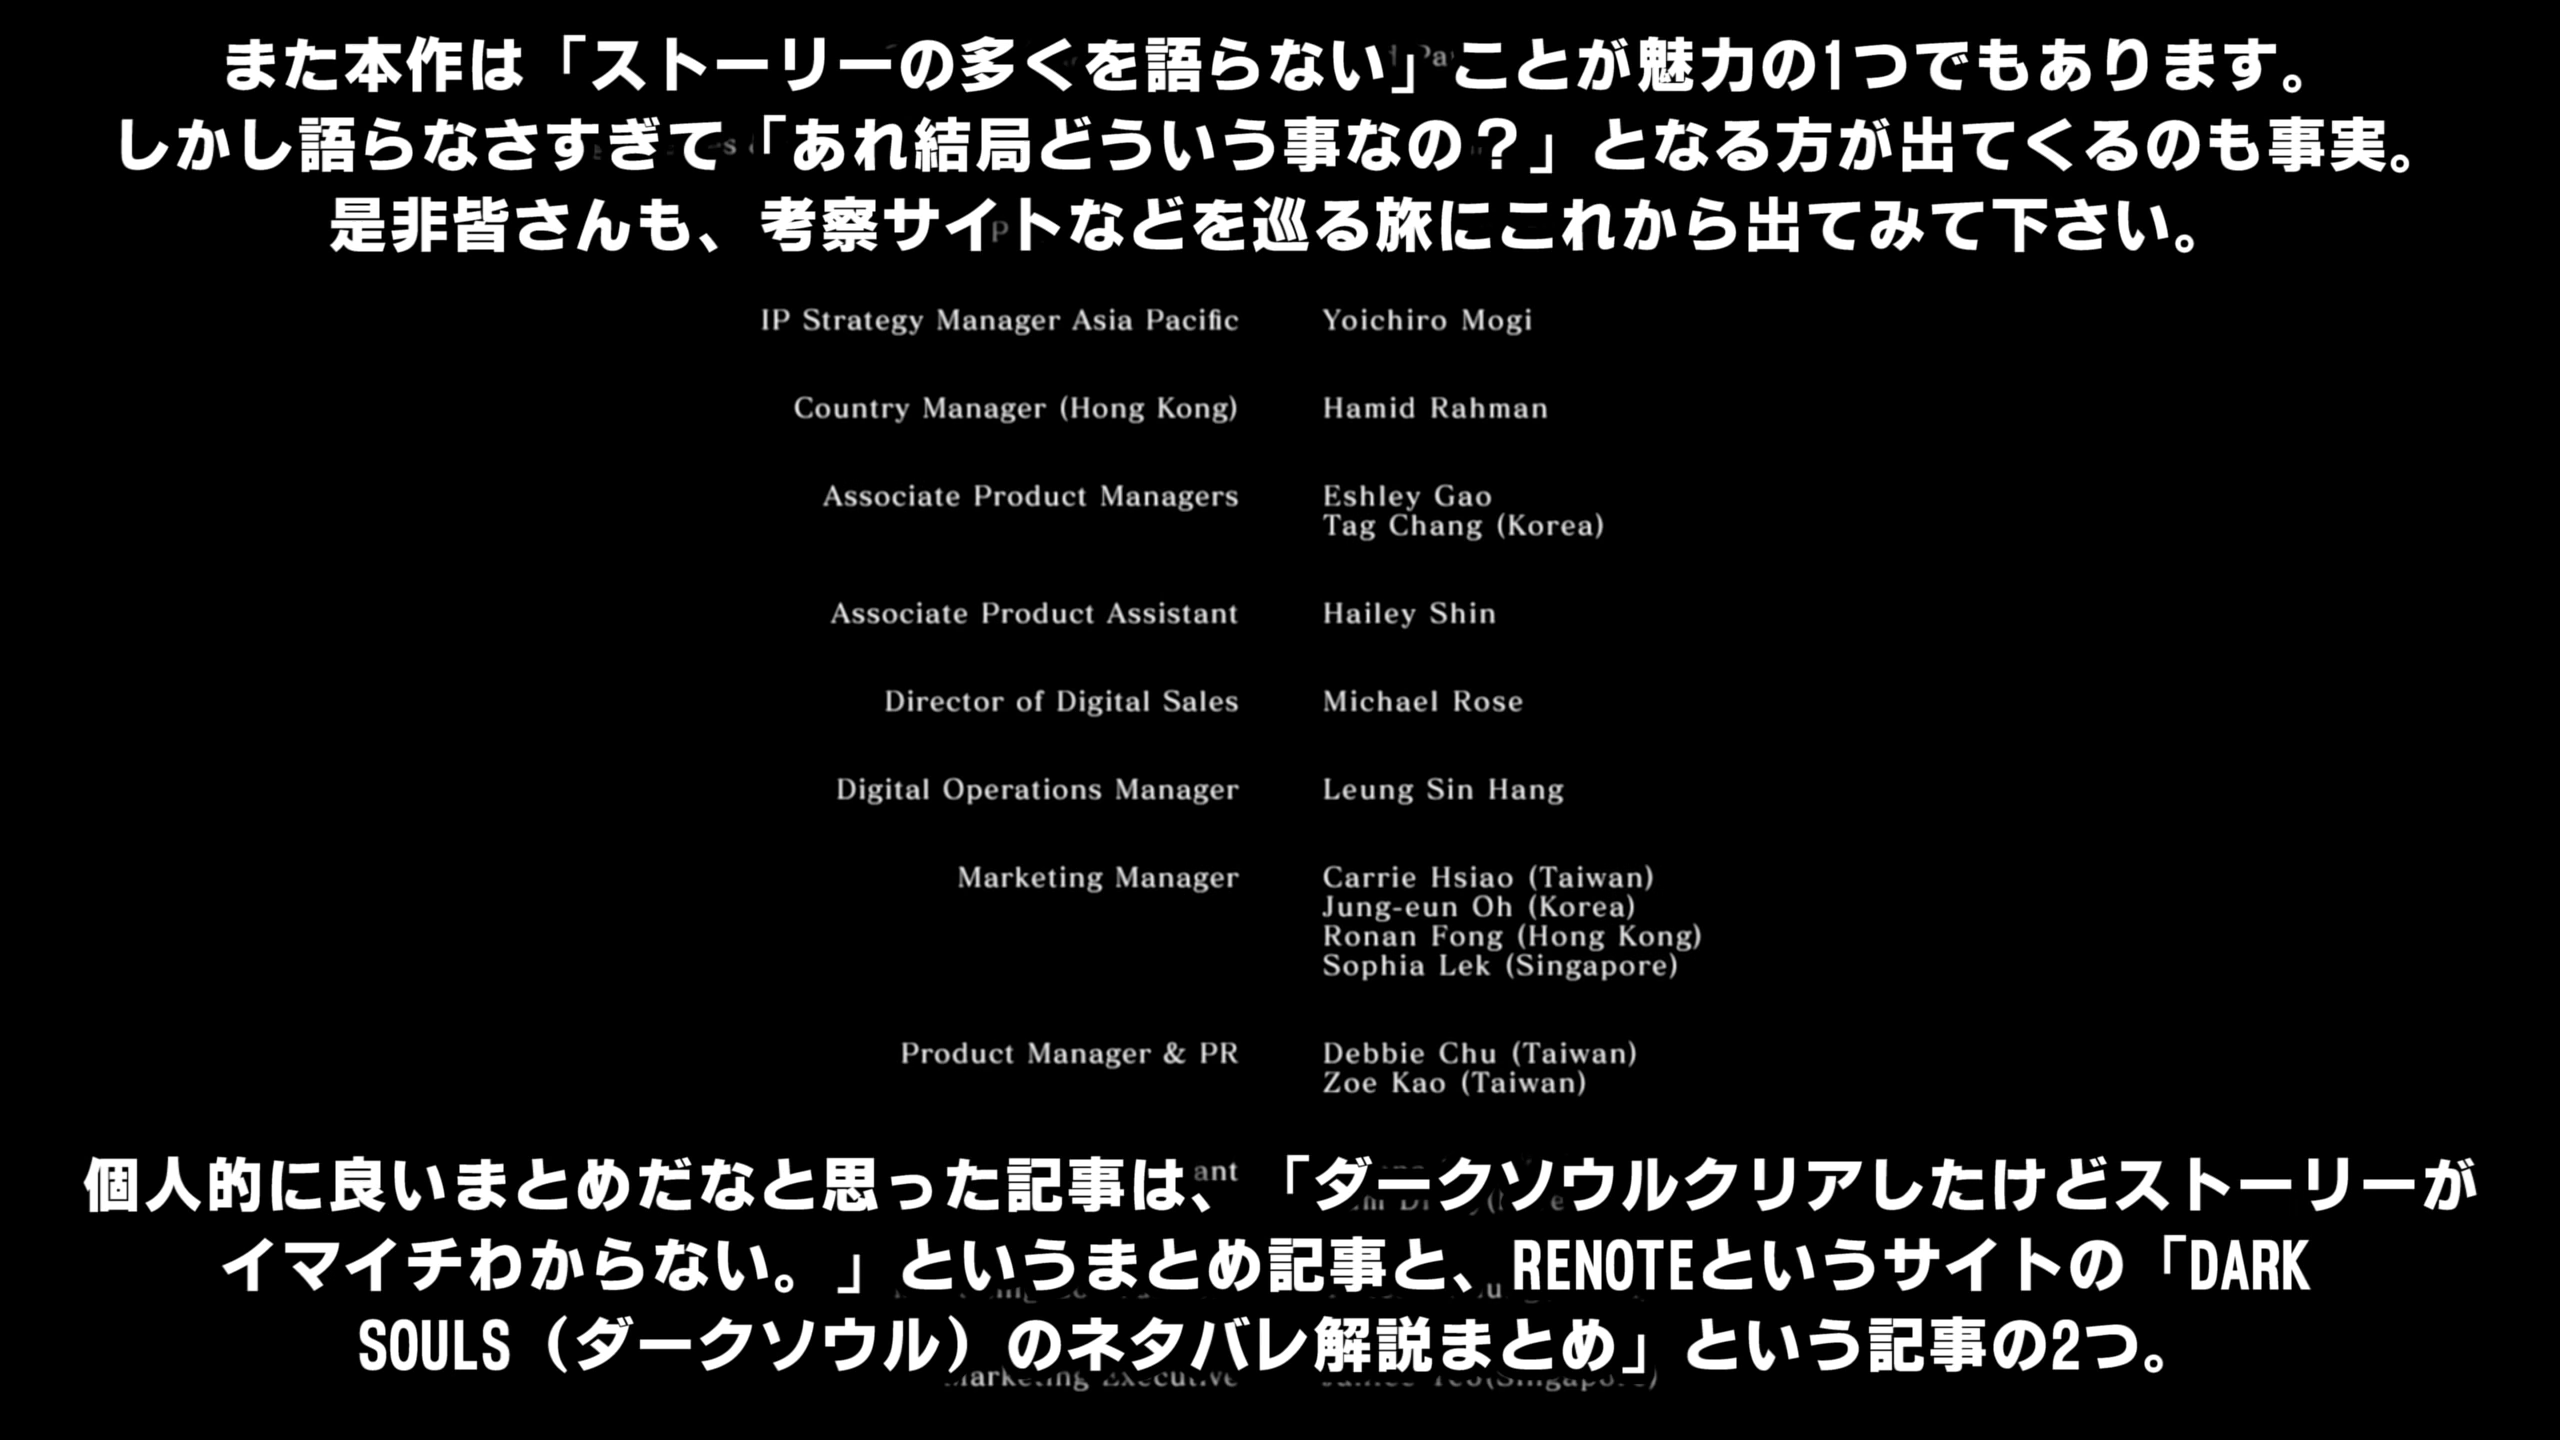 また本作は「ストーリーの多くを語らない」ことが魅力の1つでもあります。
しかし語らなさすぎて「あれ結局どういう事なの？」となる方が出てくるのも事実。
是非皆さんも、考察サイトなどを巡る旅にこれから出てみて下さい。
IP Strategy Manager Asia Pacific Yoichiro Mogi
Country Manager (Hong Kong) Hamid Rahman
Associate Product Managers Eshley Gao
Tag Chang (Korea)
Associate Product Assistant Hailey Shin
Director of Digital Sales Michael Rose
Digital Operations Manager Leung Sin Hang
Marketing Manager Carrie Hsiao (Taiwan)
Jung-eun Oh (Korea)
Ronan Fong (Hong Kong)
Sophia Lek (Singapore)
Product Manager & PR Debbie Chu (Taiwan)
Zoe Kao (Taiwan)
個人的に良いまとめだなと思った記事は、「ダークソウルクリアしたけどストーリーが
イマイチわからない。」というまとめ記事と、RENOTEというサイトの「DARK
SOULS（ダークソウル）のネタバレ解説まとめ」という記事の2つ。
Marketing Executive